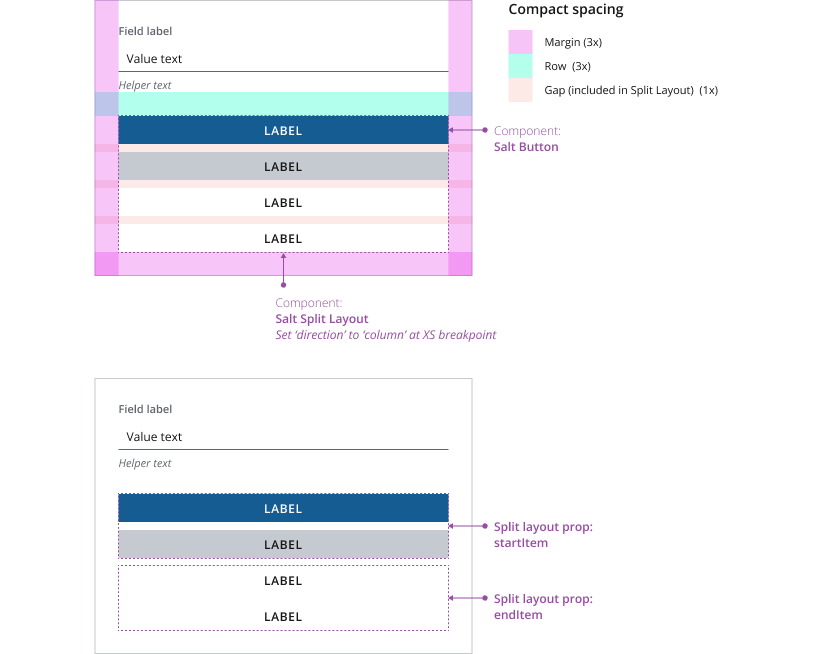 Compact spacing
Margin (3x)
Row (3x)
Gap (included in Split Layout) (1x)
Field label
Value text
Helper text
LABEL
LABEL
LABEL
LABEL
Component:
Salt Button
Component:
Salt Split Layout
Set ‘direction’ to ‘column’ at XS breakpoint
Field label
Value text
Helper text
LABEL
LABEL
LABEL
LABEL
Split layout prop:
startItem
Split layout prop:
endItem